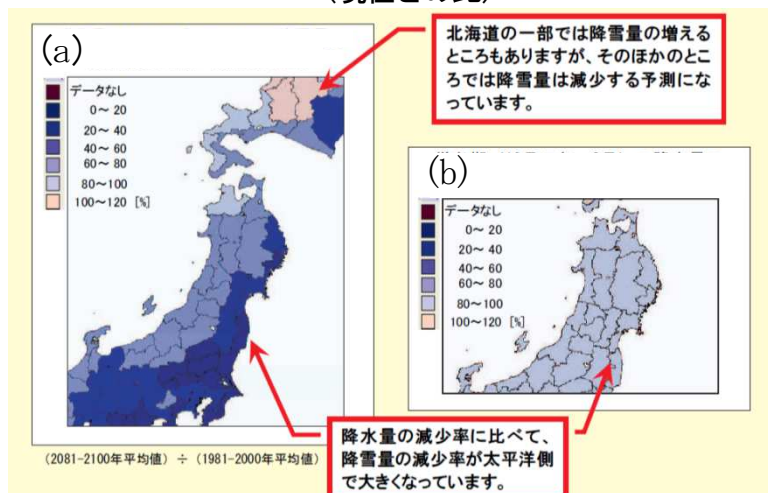 (現在との比)
(a)
データなし
0～ 20
20～ 40
40～ 60
60～ 80
80～100
100～120 [%]
北海道の一部では降雪量の増える
ところもありますが、そのほかのとこ
ろでは降雪量は減少する予測にな
っています。
(b)
データなし
0～ 20
20～ 40
40～ 60
60～ 80
80～100
100～120 [%]
降水量の減少率に比べて、
降雪量の減少率が太平洋側
で大きくなっています。
(2081-2100年平均値) ÷ (1981-2000年平均値)